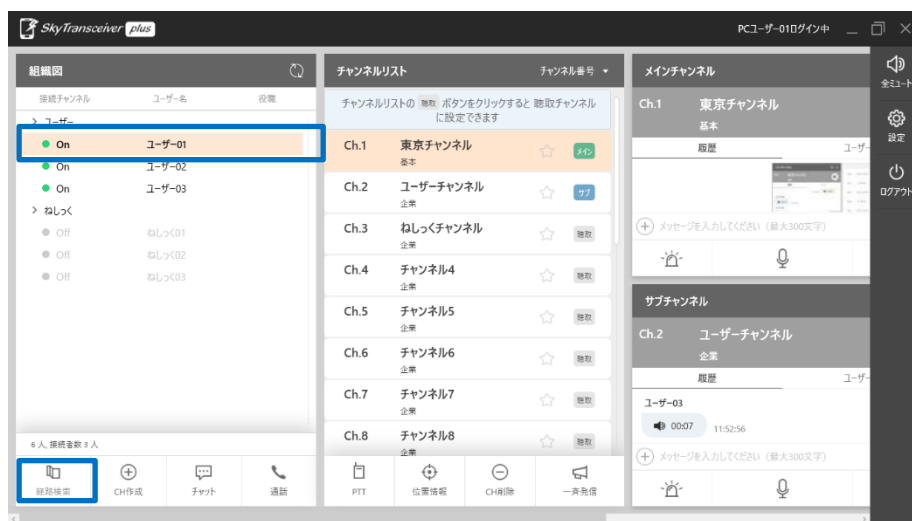 SkyTransceiver plus
PCユーザー01ログイン中
組織図
接続チャンネル ユーザー名 役職
ユーザー
On ユーザー01
On ユーザー02
On ユーザー03
ねしっく
Off ねしっく01
Off ねしっく02
Off ねしっく03
6 人, 接続者数 3 人
経路検索 CH作成 チャット 通話
チャンネルリスト チャンネル番号
チャンネルリストの 聴取 ボタンをクリックすると 聴取チャンネル
に設定できます
Ch.1 東京チャンネル メイン
基本
Ch.2 ユーザーチャンネル サブ
企業
Ch.3 ねしっくチャンネル 聴取
企業
Ch.4 チャンネル4 聴取
企業
Ch.5 チャンネル5 聴取
企業
Ch.6 チャンネル6 聴取
企業
Ch.7 チャンネル7 聴取
企業
Ch.8 チャンネル8 聴取
企業
PTT 位置情報 CH削除 一斉発信
メインチャンネル
Ch.1 東京チャンネル
基本
履歴 ユーザー
メッセージを入力してください（最大300文字）
サブチャンネル
Ch.2 ユーザーチャンネル
企業
履歴 ユーザー
ユーザー03
00:07 11:52:56
メッセージを入力してください（最大300文字）
全ミュート
設定
ログアウト